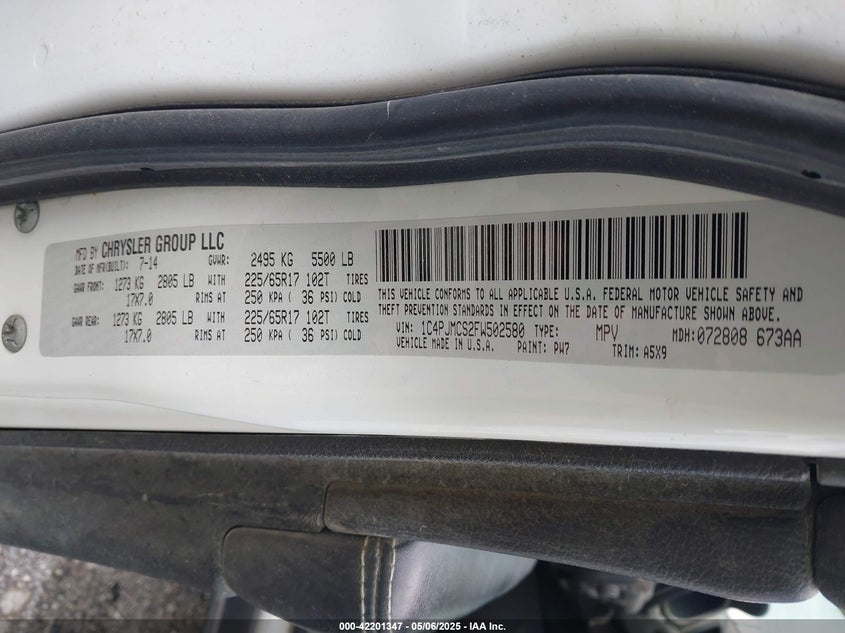 MFD BY CHRYSLER GROUP LLC
DATE OF MFR(BUILT): 7-14 GVWR: 2495 KG 5500 LB
GAWR FRONT: 1273 KG 2805 LB WITH 225/65R17 102T TIRES
17X7.0 RIMS AT 250 KPA ( 36 PSI) COLD
GAWR REAR: 1273 KG 2805 LB WITH 225/65R17 102T TIRES
17X7.0 RIMS AT 250 KPA ( 36 PSI) COLD
THIS VEHICLE CONFORMS TO ALL APPLICABLE U.S.A. FEDERAL MOTOR VEHICLE SAFETY AND
THEFT PREVENTION STANDARDS IN EFFECT ON THE DATE OF MANUFACTURE SHOWN ABOVE.
VIN: 1C4PJMCS2FW502580 TYPE: MPV MDH: 072808 673AA
VEHICLE MADE IN U.S.A. PAINT: PW7 TRIM: A5X9
000-42201347 - 05/06/2025 - IAA Inc.